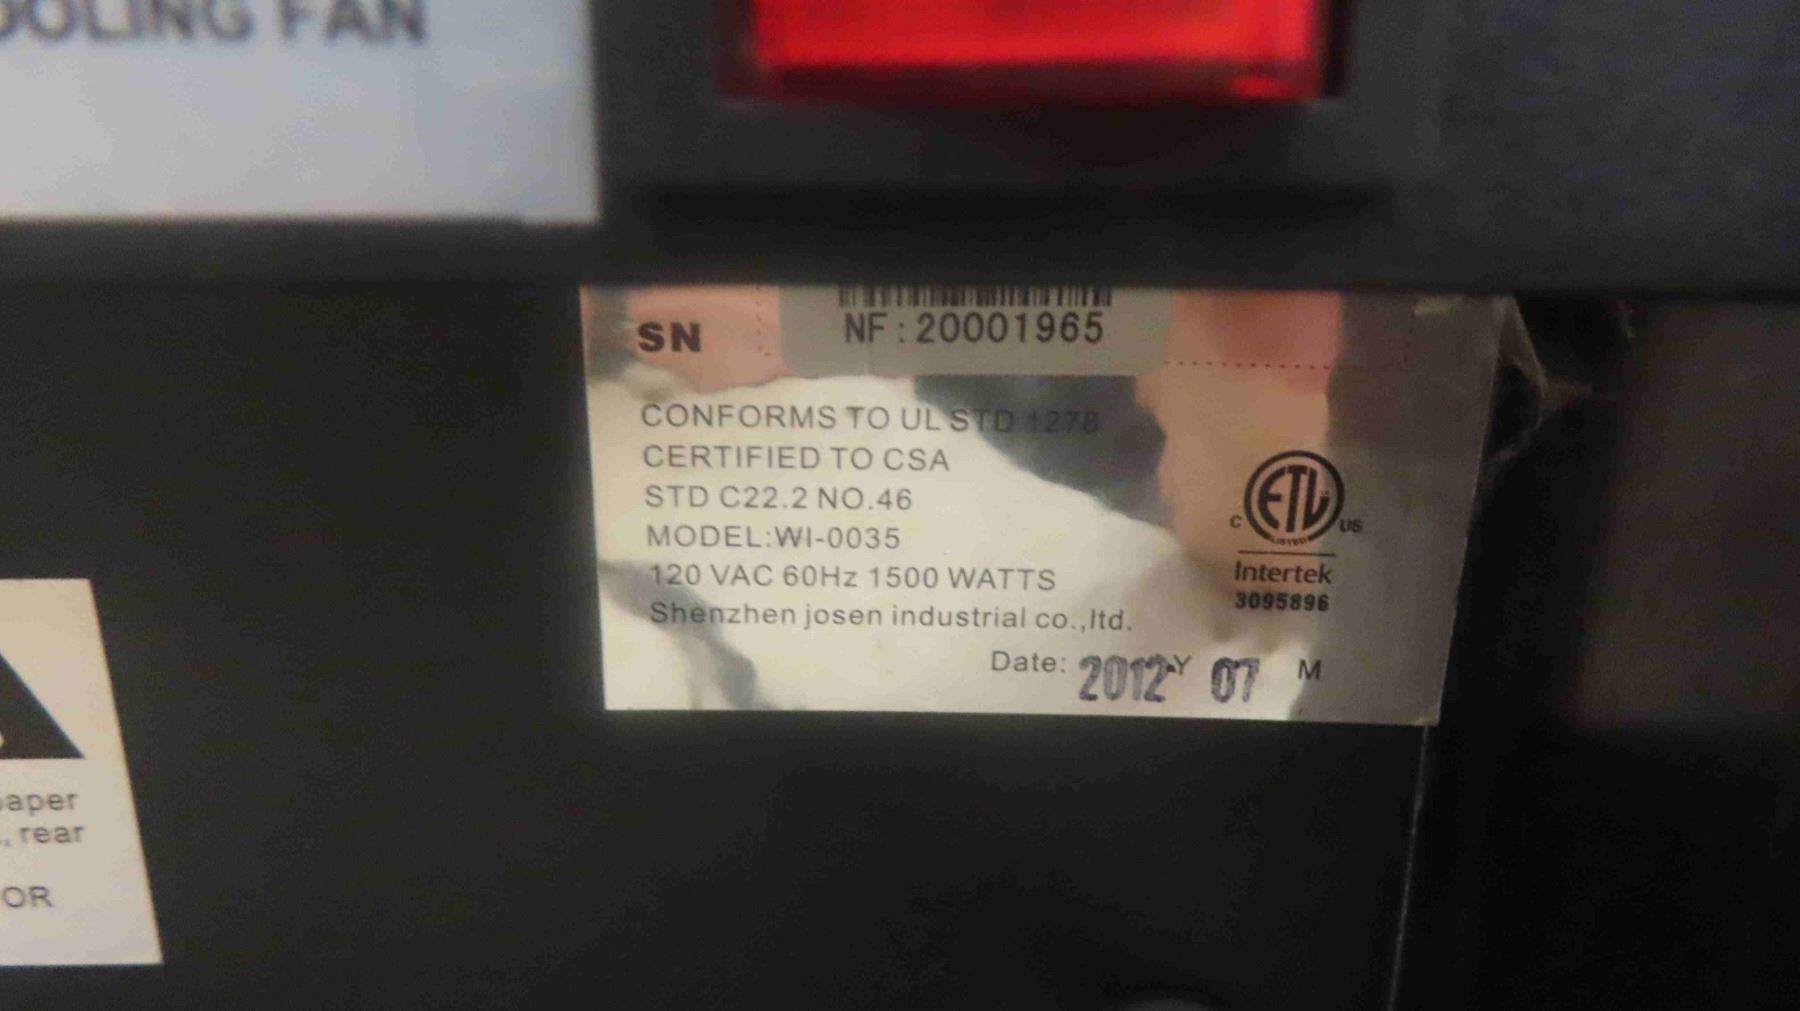 COOLING FAN
SN
NF : 20001965
CONFORMS TO UL STD 1278
CERTIFIED TO CSA
STD C22.2 NO.46
MODEL:WI-0035
120 VAC 60Hz 1500 WATTS
Shenzhen josen industrial co.,ltd.
Date: 2012 Y 07 M
ETL
LISTED
C US
Intertek
3095896
paper
rear
OR